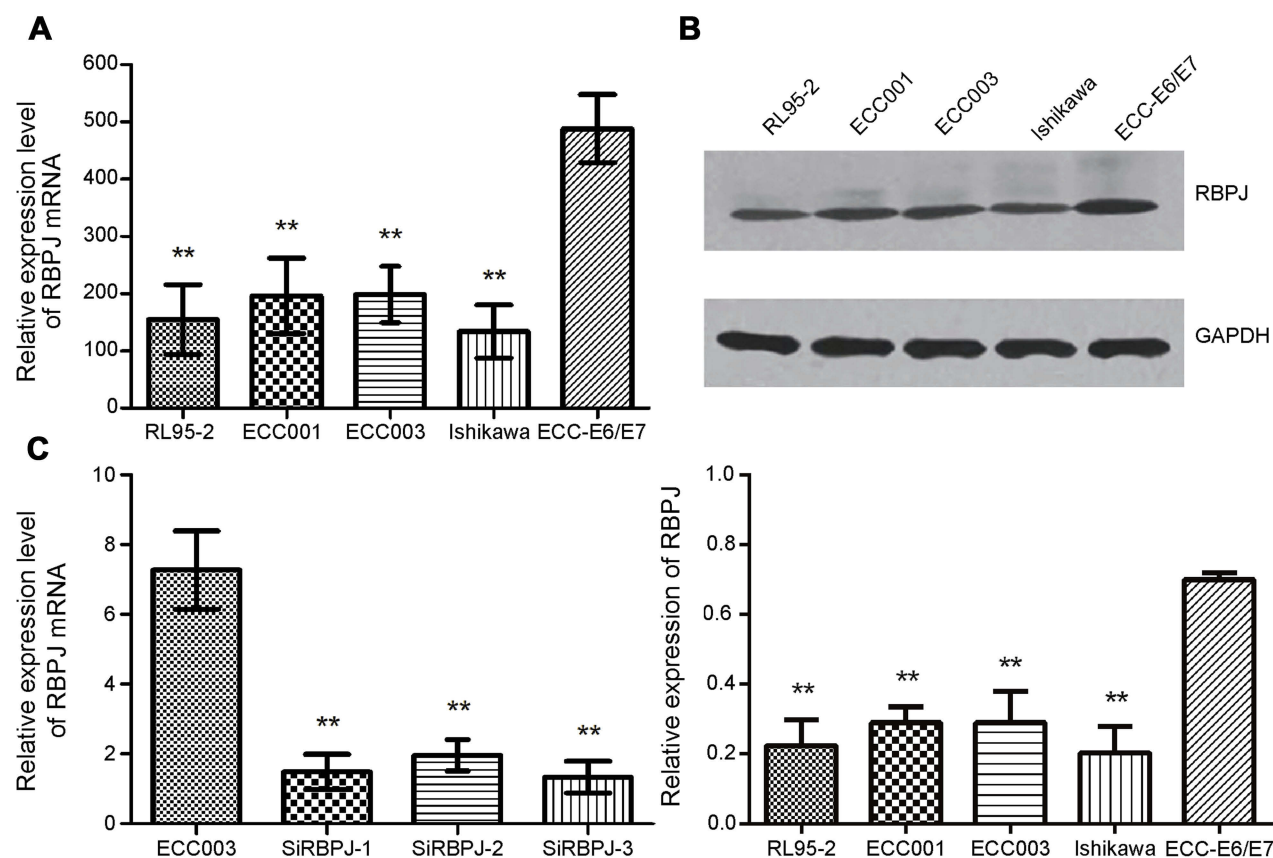 A
Relative expression level
of RBPJ mRNA
600
500
400
300
200
100
0
**
**
**
**
RL95-2 ECC001 ECC003 Ishikawa ECC-E6/E7
B
RL95-2 ECC001 ECC003 Ishikawa ECC-E6/E7
RBPJ
GAPDH
C
Relative expression level
of RBPJ mRNA
10
8
6
4
2
0
**
**
**
ECC003 SiRBPJ-1 SiRBPJ-2 SiRBPJ-3
Relative expression of RBPJ
1.0
0.8
0.6
0.4
0.2
0.0
**
**
**
**
RL95-2 ECC001 ECC003 Ishikawa ECC-E6/E7